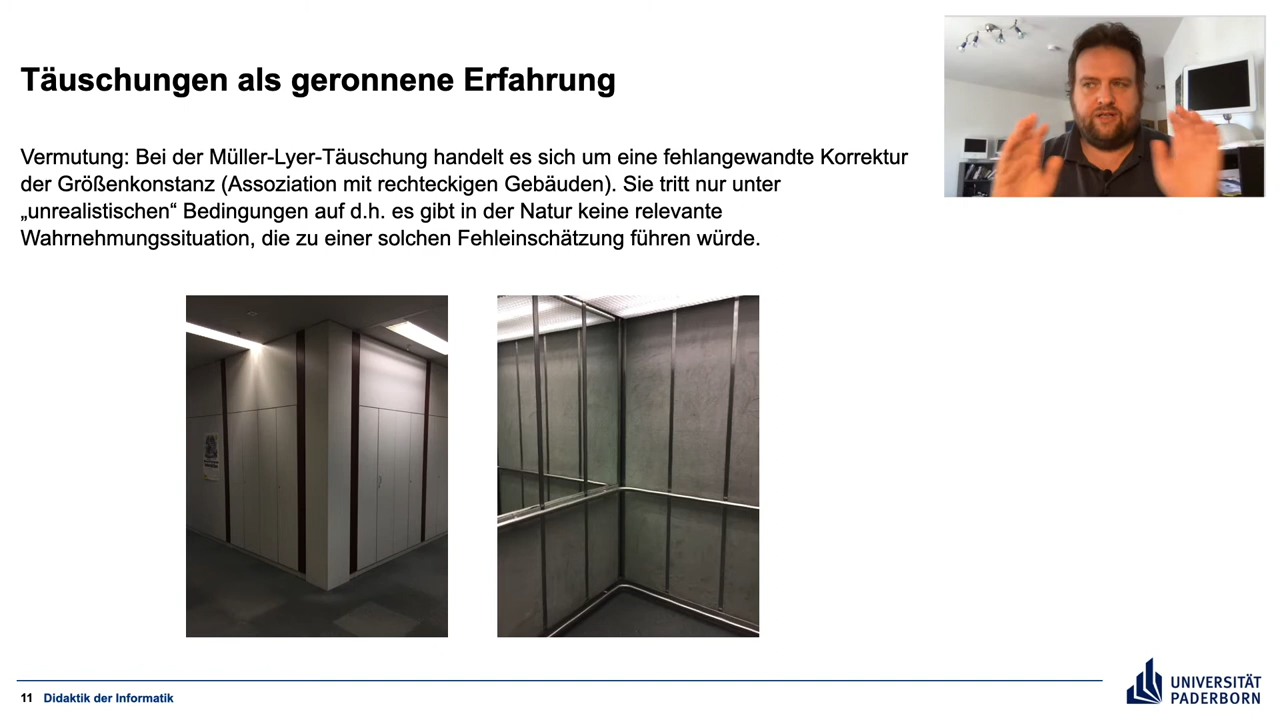 Täuschungen als geronnene Erfahrung
Vermutung: Bei der Müller-Lyer-Täuschung handelt es sich um eine fehlangewandte Korrektur
der Größenkonstanz (Assoziation mit rechteckigen Gebäuden). Sie tritt nur unter
„unrealistischen“ Bedingungen auf d.h. es gibt in der Natur keine relevante
Wahrnehmungssituation, die zu einer solchen Fehleinschätzung führen würde.
11 Didaktik der Informatik
UNIVERSITÄT
PADERBORN